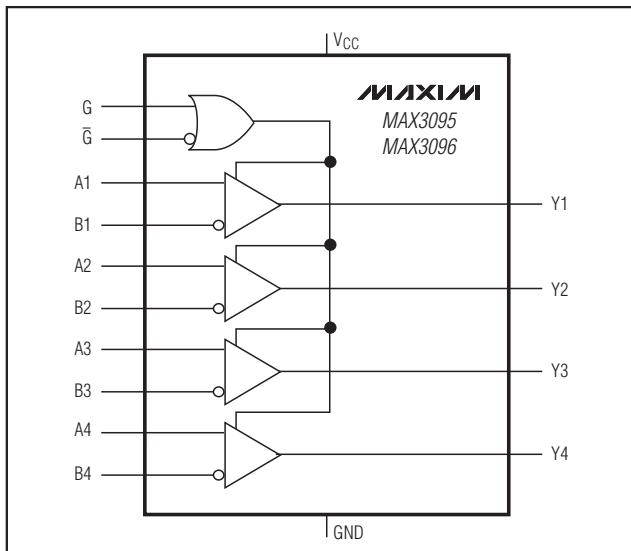 VCC
MAXIM
MAX3095
MAX3096
G
G̅
A1
B1
Y1
A2
B2
Y2
A3
B3
Y3
A4
B4
Y4
GND